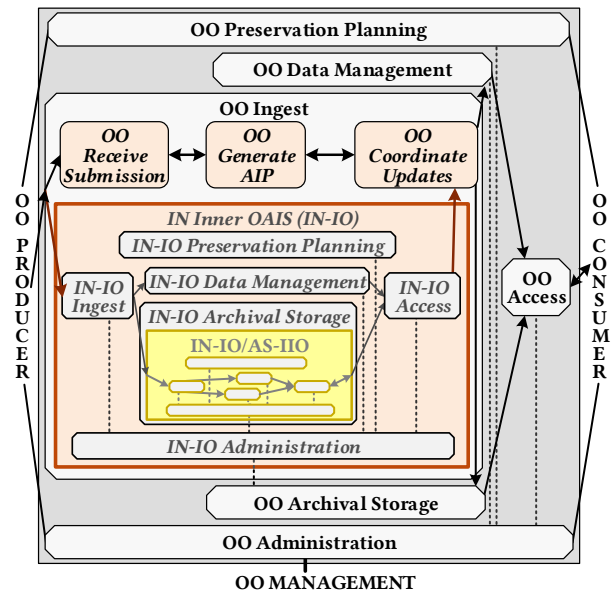 OO Preservation Planning
OO Data Management
OO Ingest
OO
Receive
Submission
OO
Generate
AIP
OO
Coordinate
Updates
OO PRODUCER
OO CONSUMER
IN Inner OAIS (IN-IO)
IN-IO Preservation Planning
IN-IO
Ingest
IN-IO Data Management
IN-IO
Access
OO
Access
IN-IO Archival Storage
IN-IO/AS-IIO
IN-IO Administration
OO Archival Storage
OO Administration
OO MANAGEMENT